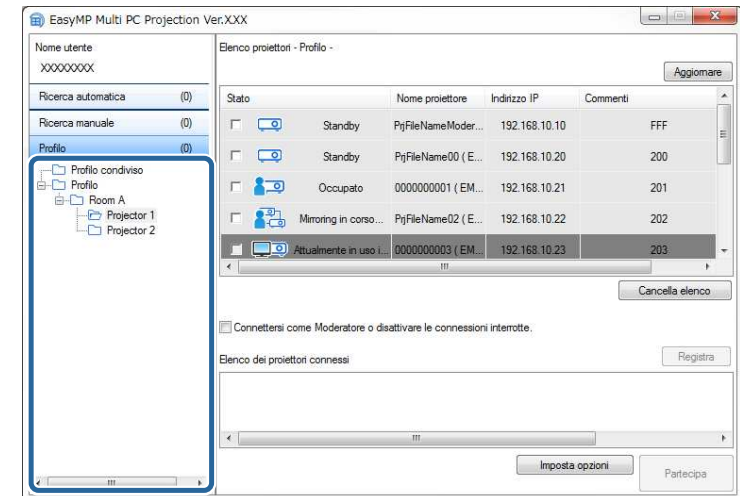 EasyMP Multi PC Projection Ver.XXX
Nome utente
XXXXXXXX
Ricerca automatica (0)
Ricerca manuale (0)
Profilo (0)
Profilo condiviso
Profilo
Room A
Projector 1
Projector 2
Elenco proiettori - Profilo -
Aggiornare
Stato Nome proiettore Indirizzo IP Commenti
Standby PrjFileNameModer... 192.168.10.10 FFF
Standby PrjFileName00 ( E... 192.168.10.20 200
Occupato 0000000001 ( EM... 192.168.10.21 201
Mirroring in corso... PrjFileName02 ( E... 192.168.10.22 202
Attualmente in uso i... 0000000003 ( EM... 192.168.10.23 203
Cancella elenco
Connettersi come Moderatore o disattivare le connessioni interrotte.
Elenco dei proiettori connessi
Registra
Imposta opzioni
Partecipa